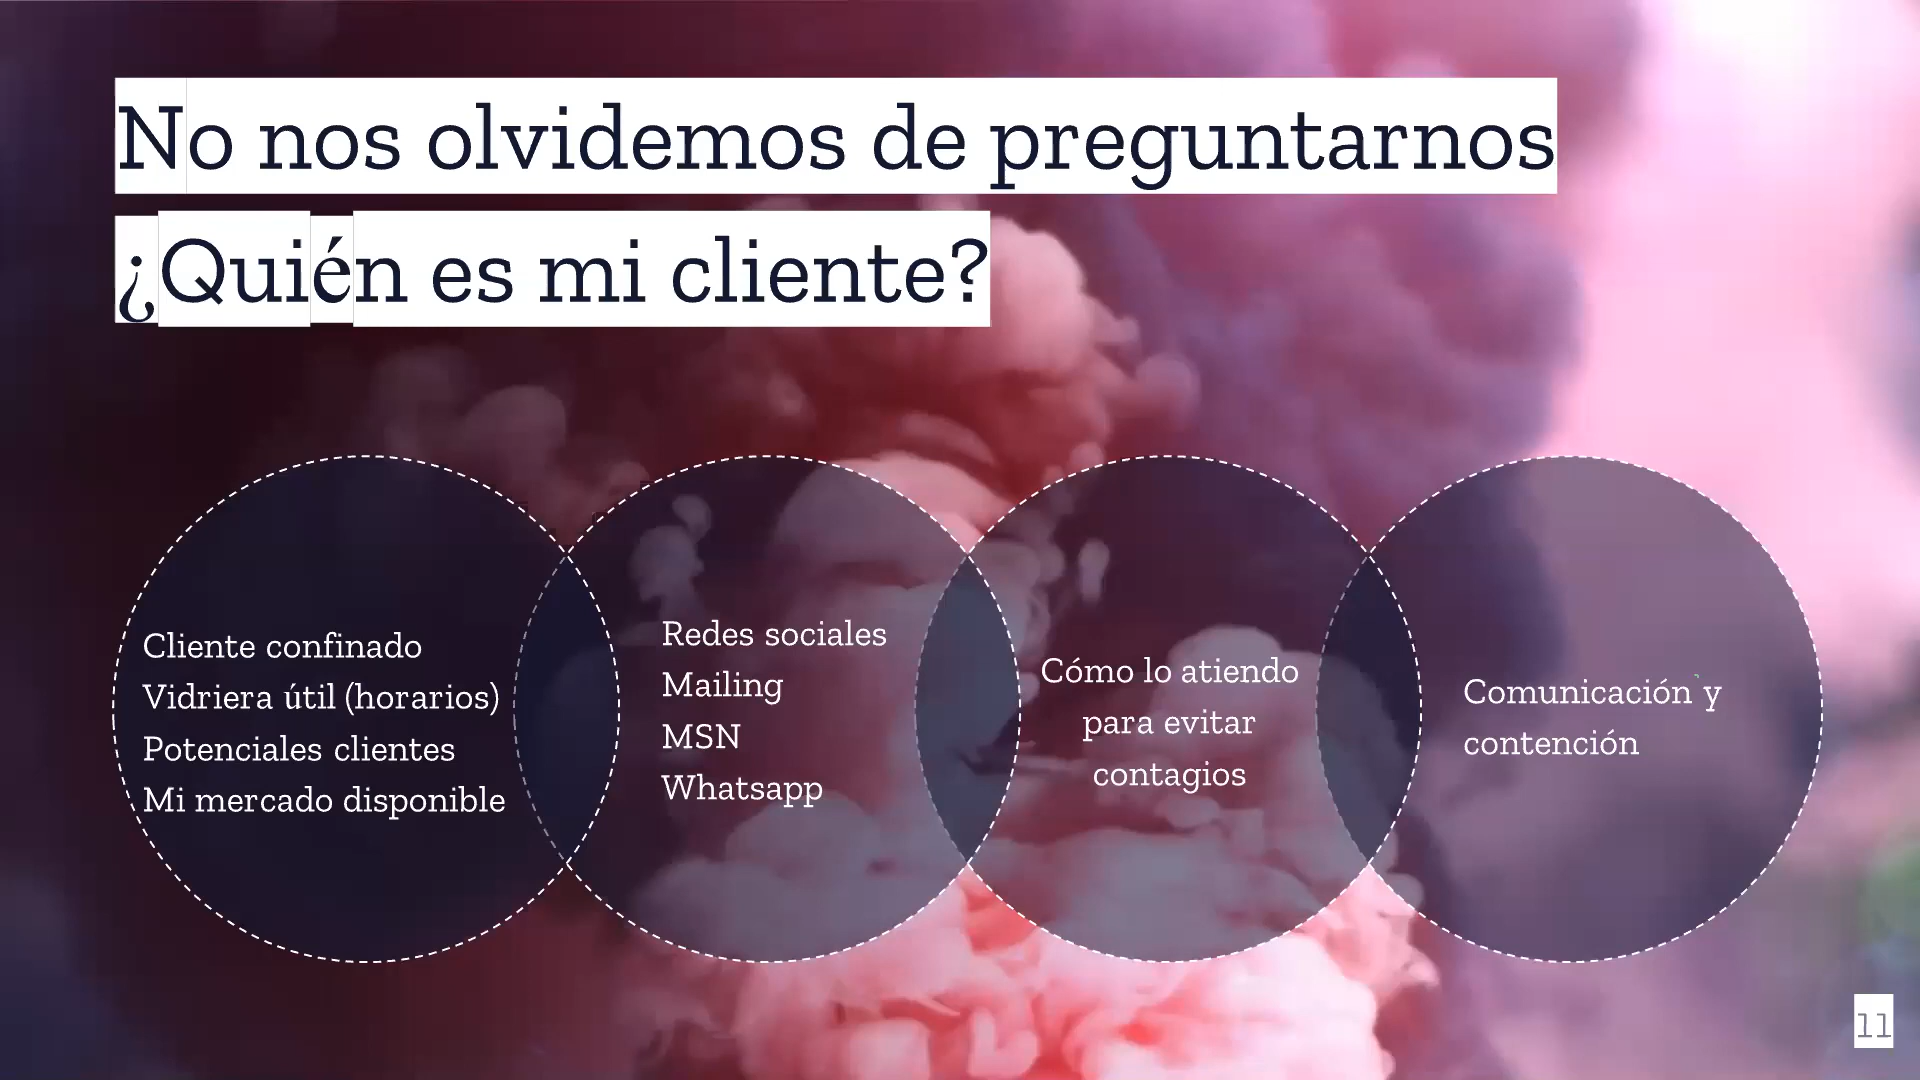 No nos olvidemos de preguntarnos
¿Quién es mi cliente?
Cliente confinado
Vidriera útil (horarios)
Potenciales clientes
Mi mercado disponible
Redes sociales
Mailing
MSN
Whatsapp
Cómo lo atiendo
para evitar
contagios
Comunicación y
contención
11